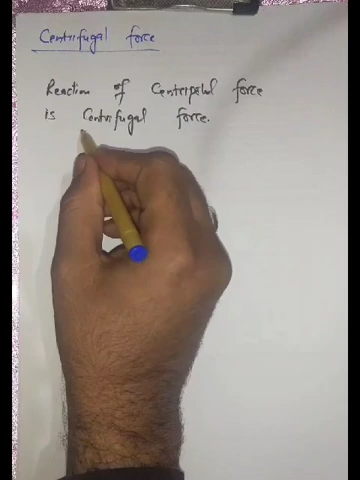 Centrifugal force
Reaction of Centripetal force
is Centrifugal force.